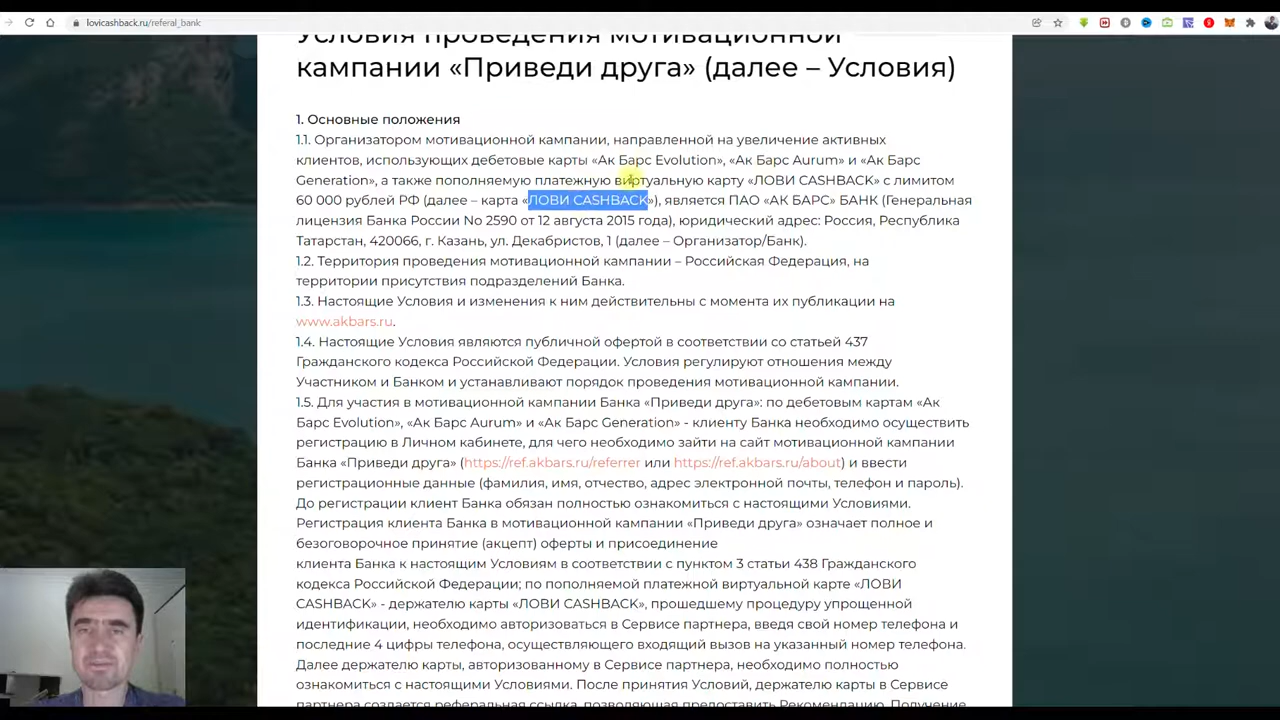 lovicashback.ru/referal_bank
Условия проведения мотивационной
кампании «Приведи друга» (далее – Условия)
1. Основные положения
1.1. Организатором мотивационной кампании, направленной на увеличение активных
клиентов, использующих дебетовые карты «Ак Барс Evolution», «Ак Барс Aurum» и «Ак Барс
Generation», а также пополняемую платежную виртуальную карту «ЛОВИ CASHBACK» с лимитом
60 000 рублей РФ (далее – карта «ЛОВИ CASHBACK»), является ПАО «АК БАРС» БАНК (Генеральная
лицензия Банка России No 2590 от 12 августа 2015 года), юридический адрес: Россия, Республика
Татарстан, 420066, г. Казань, ул. Декабристов, 1 (далее – Организатор/Банк).
1.2. Территория проведения мотивационной кампании – Российская Федерация, на
территории присутствия подразделений Банка.
1.3. Настоящие Условия и изменения к ним действительны с момента их публикации на
www.akbars.ru.
1.4. Настоящие Условия являются публичной офертой в соответствии со статьей 437
Гражданского кодекса Российской Федерации. Условия регулируют отношения между
Участником и Банком и устанавливают порядок проведения мотивационной кампании.
1.5. Для участия в мотивационной кампании Банка «Приведи друга»: по дебетовым картам «Ак
Барс Evolution», «Ак Барс Aurum» и «Ак Барс Generation» - клиенту Банка необходимо осуществить
регистрацию в Личном кабинете, для чего необходимо зайти на сайт мотивационной кампании
Банка «Приведи друга» (https://ref.akbars.ru/referrer или https://ref.akbars.ru/about) и ввести
регистрационные данные (фамилия, имя, отчество, адрес электронной почты, телефон и пароль).
До регистрации клиент Банка обязан полностью ознакомиться с настоящими Условиями.
Регистрация клиента Банка в мотивационной кампании «Приведи друга» означает полное и
безоговорочное принятие (акцепт) оферты и присоединение
клиента Банка к настоящим Условиям в соответствии с пунктом 3 статьи 438 Гражданского
кодекса Российской Федерации; по пополняемой платежной виртуальной карте «ЛОВИ
CASHBACK» - держателю карты «ЛОВИ CASHBACK», прошедшему процедуру упрощенной
идентификации, необходимо авторизоваться в Сервисе партнера, введя свой номер телефона и
последние 4 цифры телефона, осуществляющего входящий вызов на указанный номер телефона.
Далее держателю карты, авторизованному в Сервисе партнера, необходимо полностью
ознакомиться с настоящими Условиями. После принятия Условий, держателю карты в Сервисе
партнера создается реферальная ссылка, позволяющая предоставить Рекомендацию. Получение